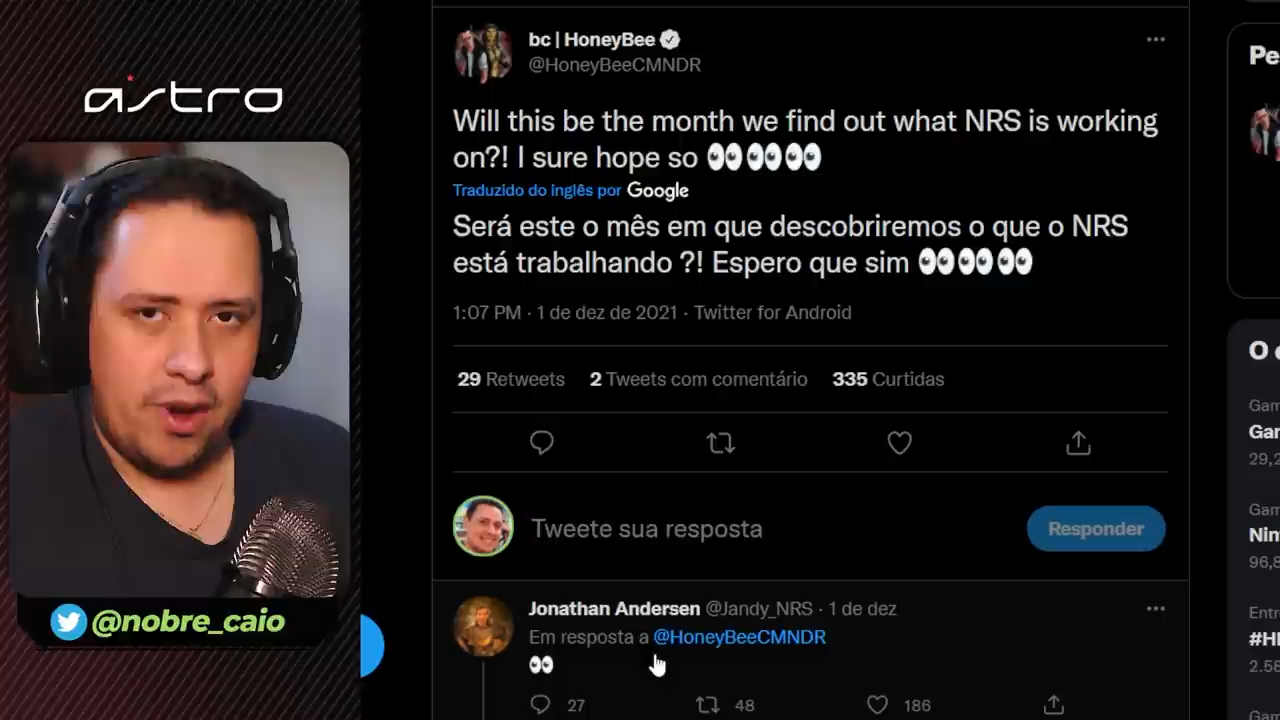 astro
@nobre_caio
bc | HoneyBee
@HoneyBeeCMNDR
Will this be the month we find out what NRS is working
on?! I sure hope so 👀👀👀
Traduzido do inglês por Google
Será este o mês em que descobriremos o que o NRS
está trabalhando ?! Espero que sim 👀👀👀
1:07 PM · 1 de dez de 2021 · Twitter for Android
29 Retweets 2 Tweets com comentário 335 Curtidas
Tweete sua resposta
Responder
Jonathan Andersen @Jandy_NRS · 1 de dez
Em resposta a @HoneyBeeCMNDR
👀
27 48 186
Pe
O
Gam
Gar
29,2
Gam
Nin
96,8
Entre
#HI
2.58